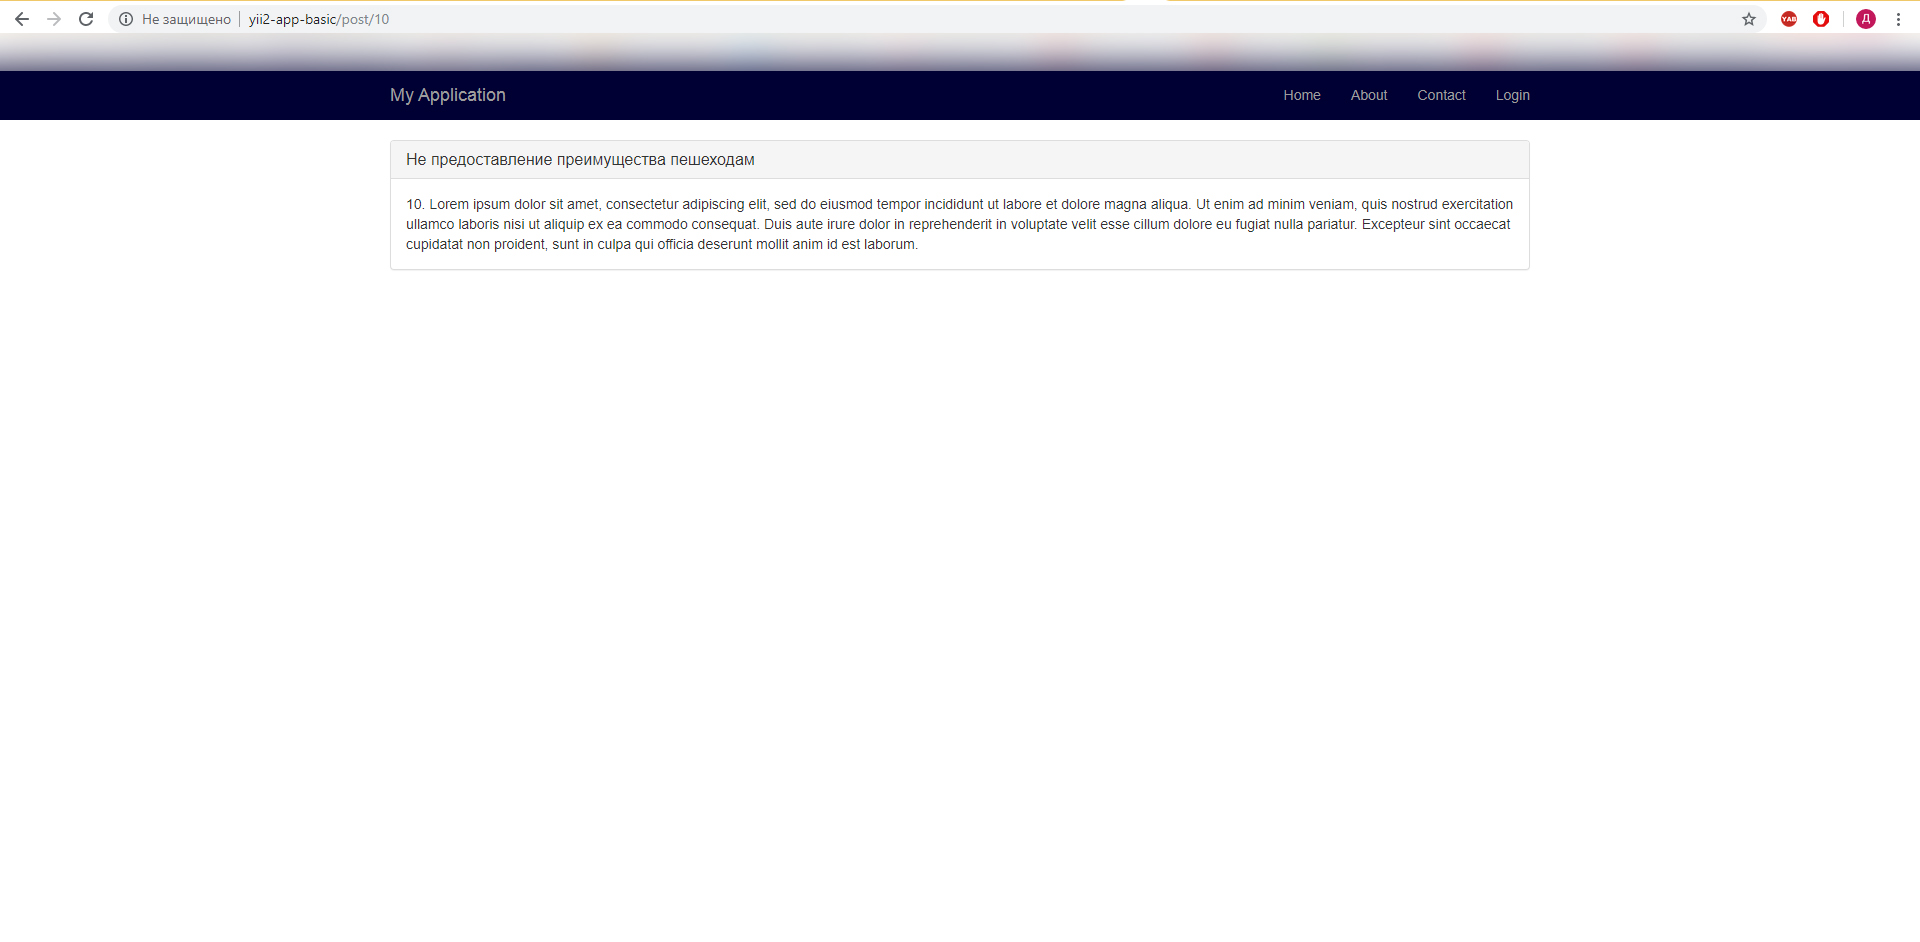 Не защищено | yii2-app-basic/post/10
YAB
Д
My Application
Home About Contact Login
Не предоставление преимущества пешеходам
10. Lorem ipsum dolor sit amet, consectetur adipiscing elit, sed do eiusmod tempor incididunt ut labore et dolore magna aliqua. Ut enim ad minim veniam, quis nostrud exercitation
ullamco laboris nisi ut aliquip ex ea commodo consequat. Duis aute irure dolor in reprehenderit in voluptate velit esse cillum dolore eu fugiat nulla pariatur. Excepteur sint occaecat
cupidatat non proident, sunt in culpa qui officia deserunt mollit anim id est laborum.